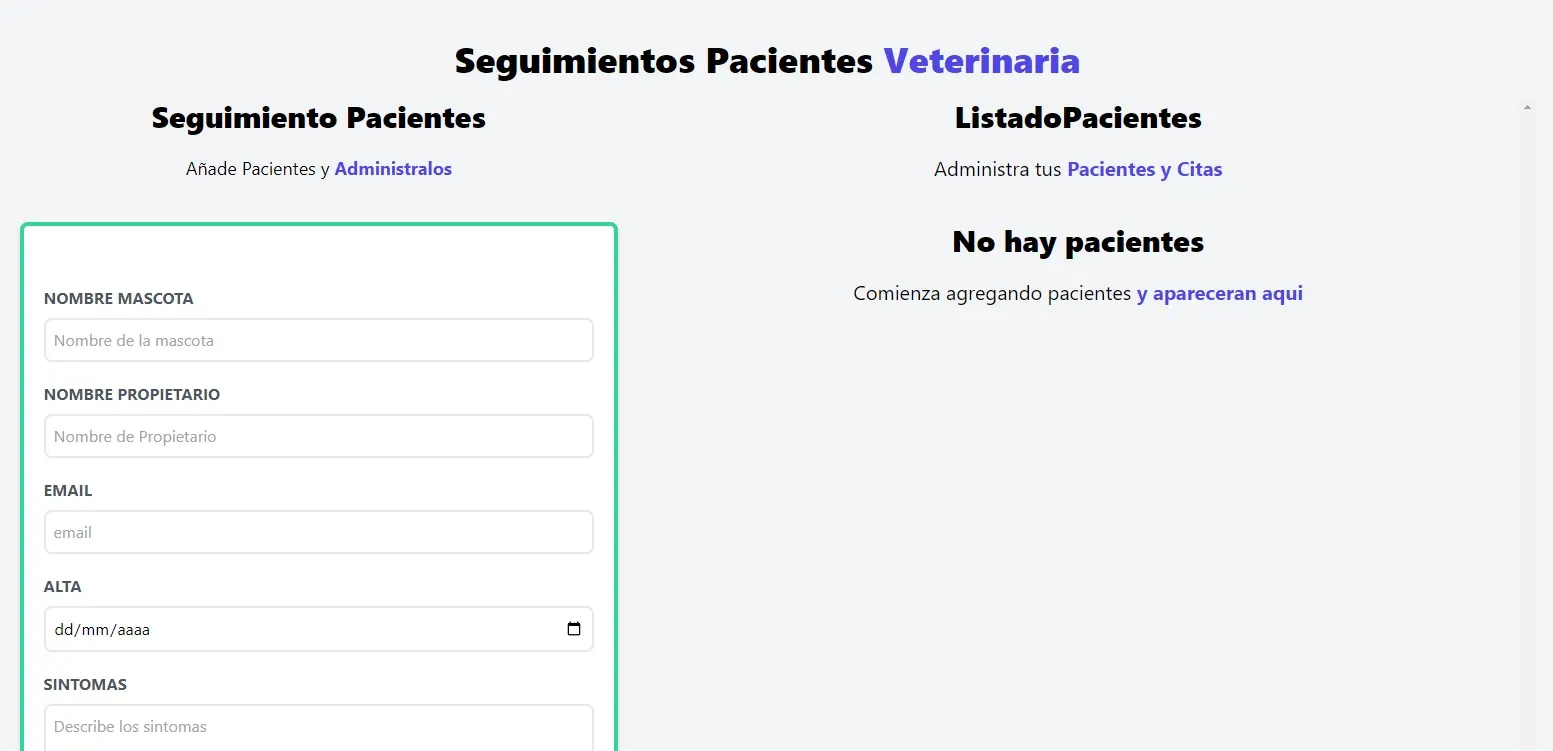 Seguimientos Pacientes Veterinaria
Seguimiento Pacientes
Añade Pacientes y Administralos
NOMBRE MASCOTA
Nombre de la mascota
NOMBRE PROPIETARIO
Nombre de Propietario
EMAIL
email
ALTA
dd/mm/aaaa
SINTOMAS
Describe los sintomas
ListadoPacientes
Administra tus Pacientes y Citas
No hay pacientes
Comienza agregando pacientes y apareceran aqui